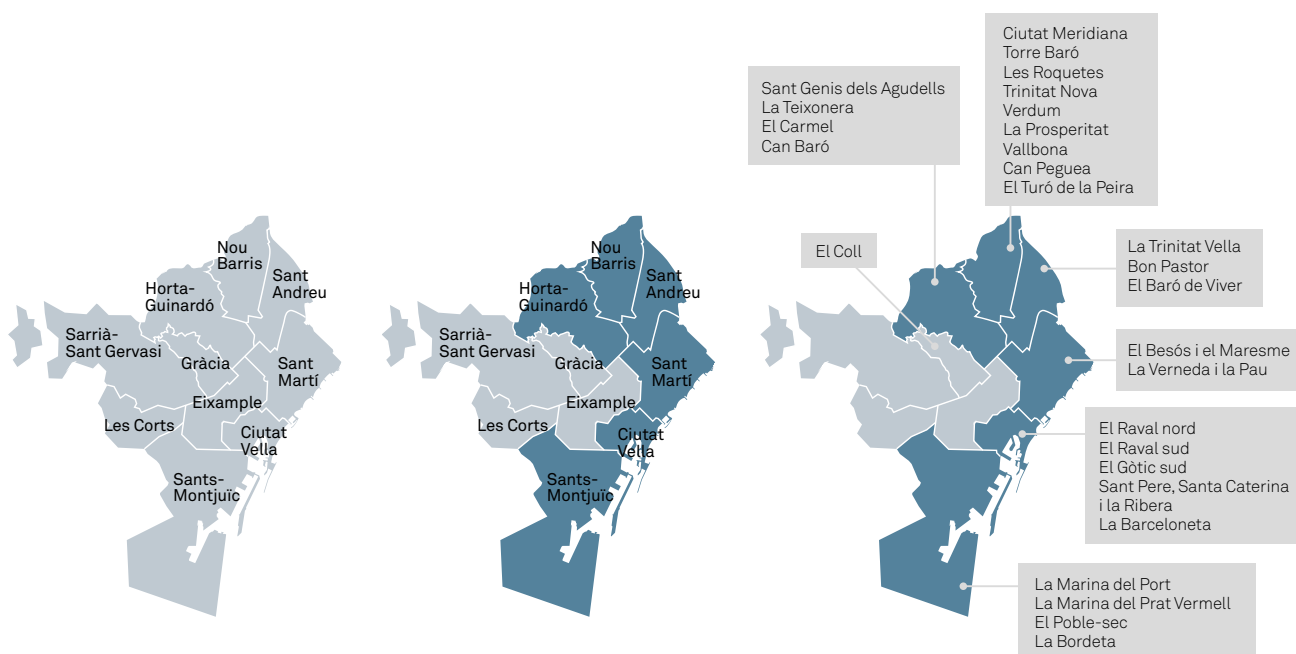 Nou
Barris
Sant
Andreu
Horta-
Guinardó
Sarrià-
Sant Gervasi
Gràcia
Sant
Martí
Eixample
Les Corts
Ciutat
Vella
Sants-
Montjuïc
Nou
Barris
Sant
Andreu
Horta-
Guinardó
Sarrià-
Sant Gervasi
Gràcia
Sant
Martí
Eixample
Les Corts
Ciutat
Vella
Sants-
Montjuïc
Sant Genis dels Agudells
La Teixonera
El Carmel
Can Baró
Ciutat Meridiana
Torre Baró
Les Roquetes
Trinitat Nova
Verdum
La Prosperitat
Vallbona
Can Peguea
El Turó de la Peira
El Coll
La Trinitat Vella
Bon Pastor
El Baró de Viver
El Besós i el Maresme
La Verneda i la Pau
El Raval nord
El Raval sud
El Gòtic sud
Sant Pere, Santa Caterina
i la Ribera
La Barceloneta
La Marina del Port
La Marina del Prat Vermell
El Poble-sec
La Bordeta